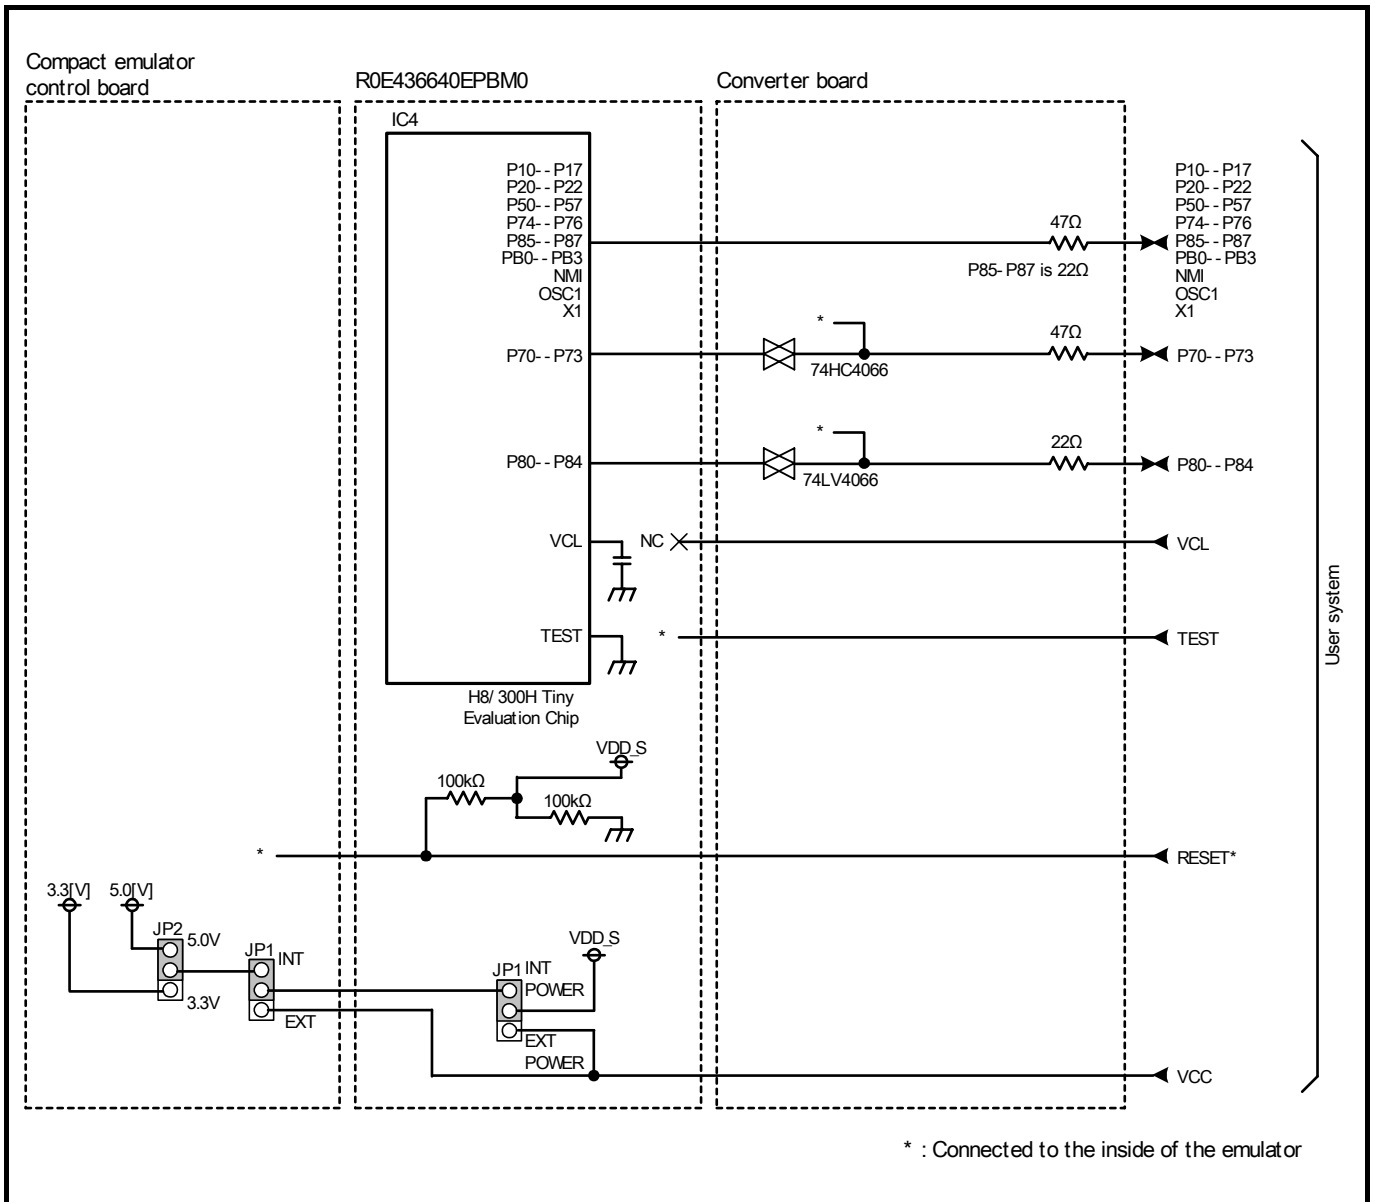 Compact emulator
control board
R0E436640EPBM0
Converter board
IC4
P10--P17
P20--P22
P50--P57
P74--P76
P85--P87
PB0--PB3
NMI
OSC1
X1
47Ω
P85-P87 is 22Ω
P10--P17
P20--P22
P50--P57
P74--P76
P85--P87
PB0--PB3
NMI
OSC1
X1
P70--P73
*
74HC4066
47Ω
P70--P73
P80--P84
*
74LV4066
22Ω
P80--P84
VCL
NC
VCL
TEST
*
TEST
User system
H8/300H Tiny
Evaluation Chip
VDD_S
100kΩ
100kΩ
*
RESET*
3.3[V]
5.0[V]
JP2
5.0V
3.3V
JP1
INT
EXT
VDD_S
JP1
INT
POWER
EXT
POWER
VCC
* : Connected to the inside of the emulator